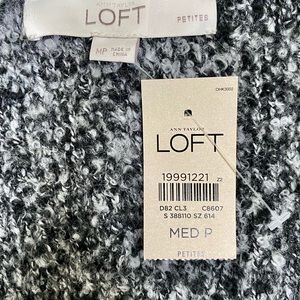 ANN TAYLOR
LOFT
PETITES
MP
MADE IN
CHINA
ANN TAYLOR
LOFT
19991221
Z2
D82 CL3 C8607
S 388110 SZ 614
MED P
PETITES